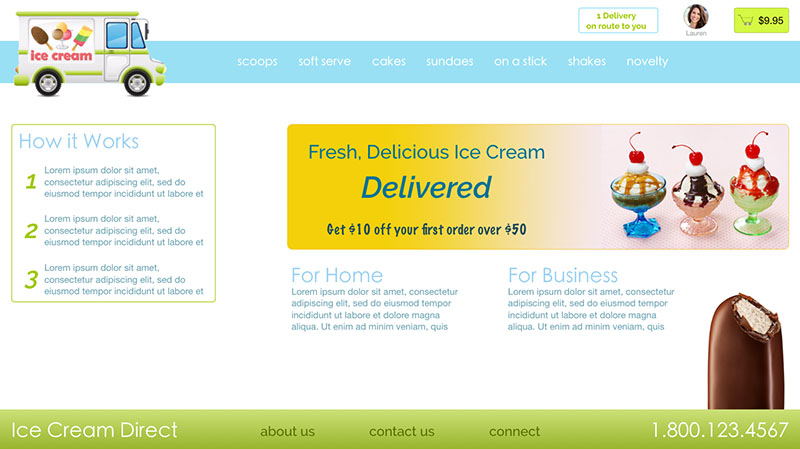 1 Delivery
on route to you
Lauren
$9.95
ice cream
scoops soft serve cakes sundaes on a stick shakes novelty
How it Works
1 Lorem ipsum dolor sit amet,
consectetur adipiscing elit, sed do
eiusmod tempor incididunt ut labore et
2 Lorem ipsum dolor sit amet,
consectetur adipiscing elit, sed do
eiusmod tempor incididunt ut labore et
3 Lorem ipsum dolor sit amet,
consectetur adipiscing elit, sed do
eiusmod tempor incididunt ut labore et
Fresh, Delicious Ice Cream
Delivered
Get $10 off your first order over $50
For Home
Lorem ipsum dolor sit amet, consectetur
adipiscing elit, sed do eiusmod tempor
incididunt ut labore et dolore magna
aliqua. Ut enim ad minim veniam, quis
For Business
Lorem ipsum dolor sit amet, consectetur
adipiscing elit, sed do eiusmod tempor
incididunt ut labore et dolore magna
aliqua. Ut enim ad minim veniam, quis
Ice Cream Direct about us contact us connect 1.800.123.4567